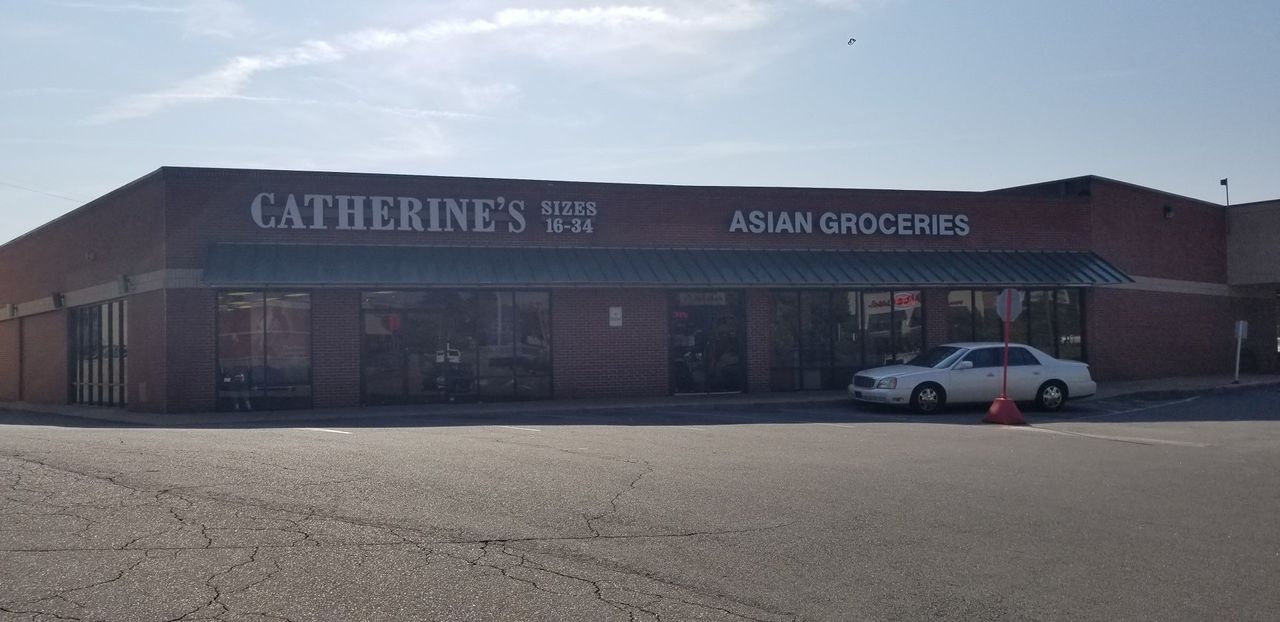 CATHERINE'S
SIZES
16-34
ASIAN GROCERIES